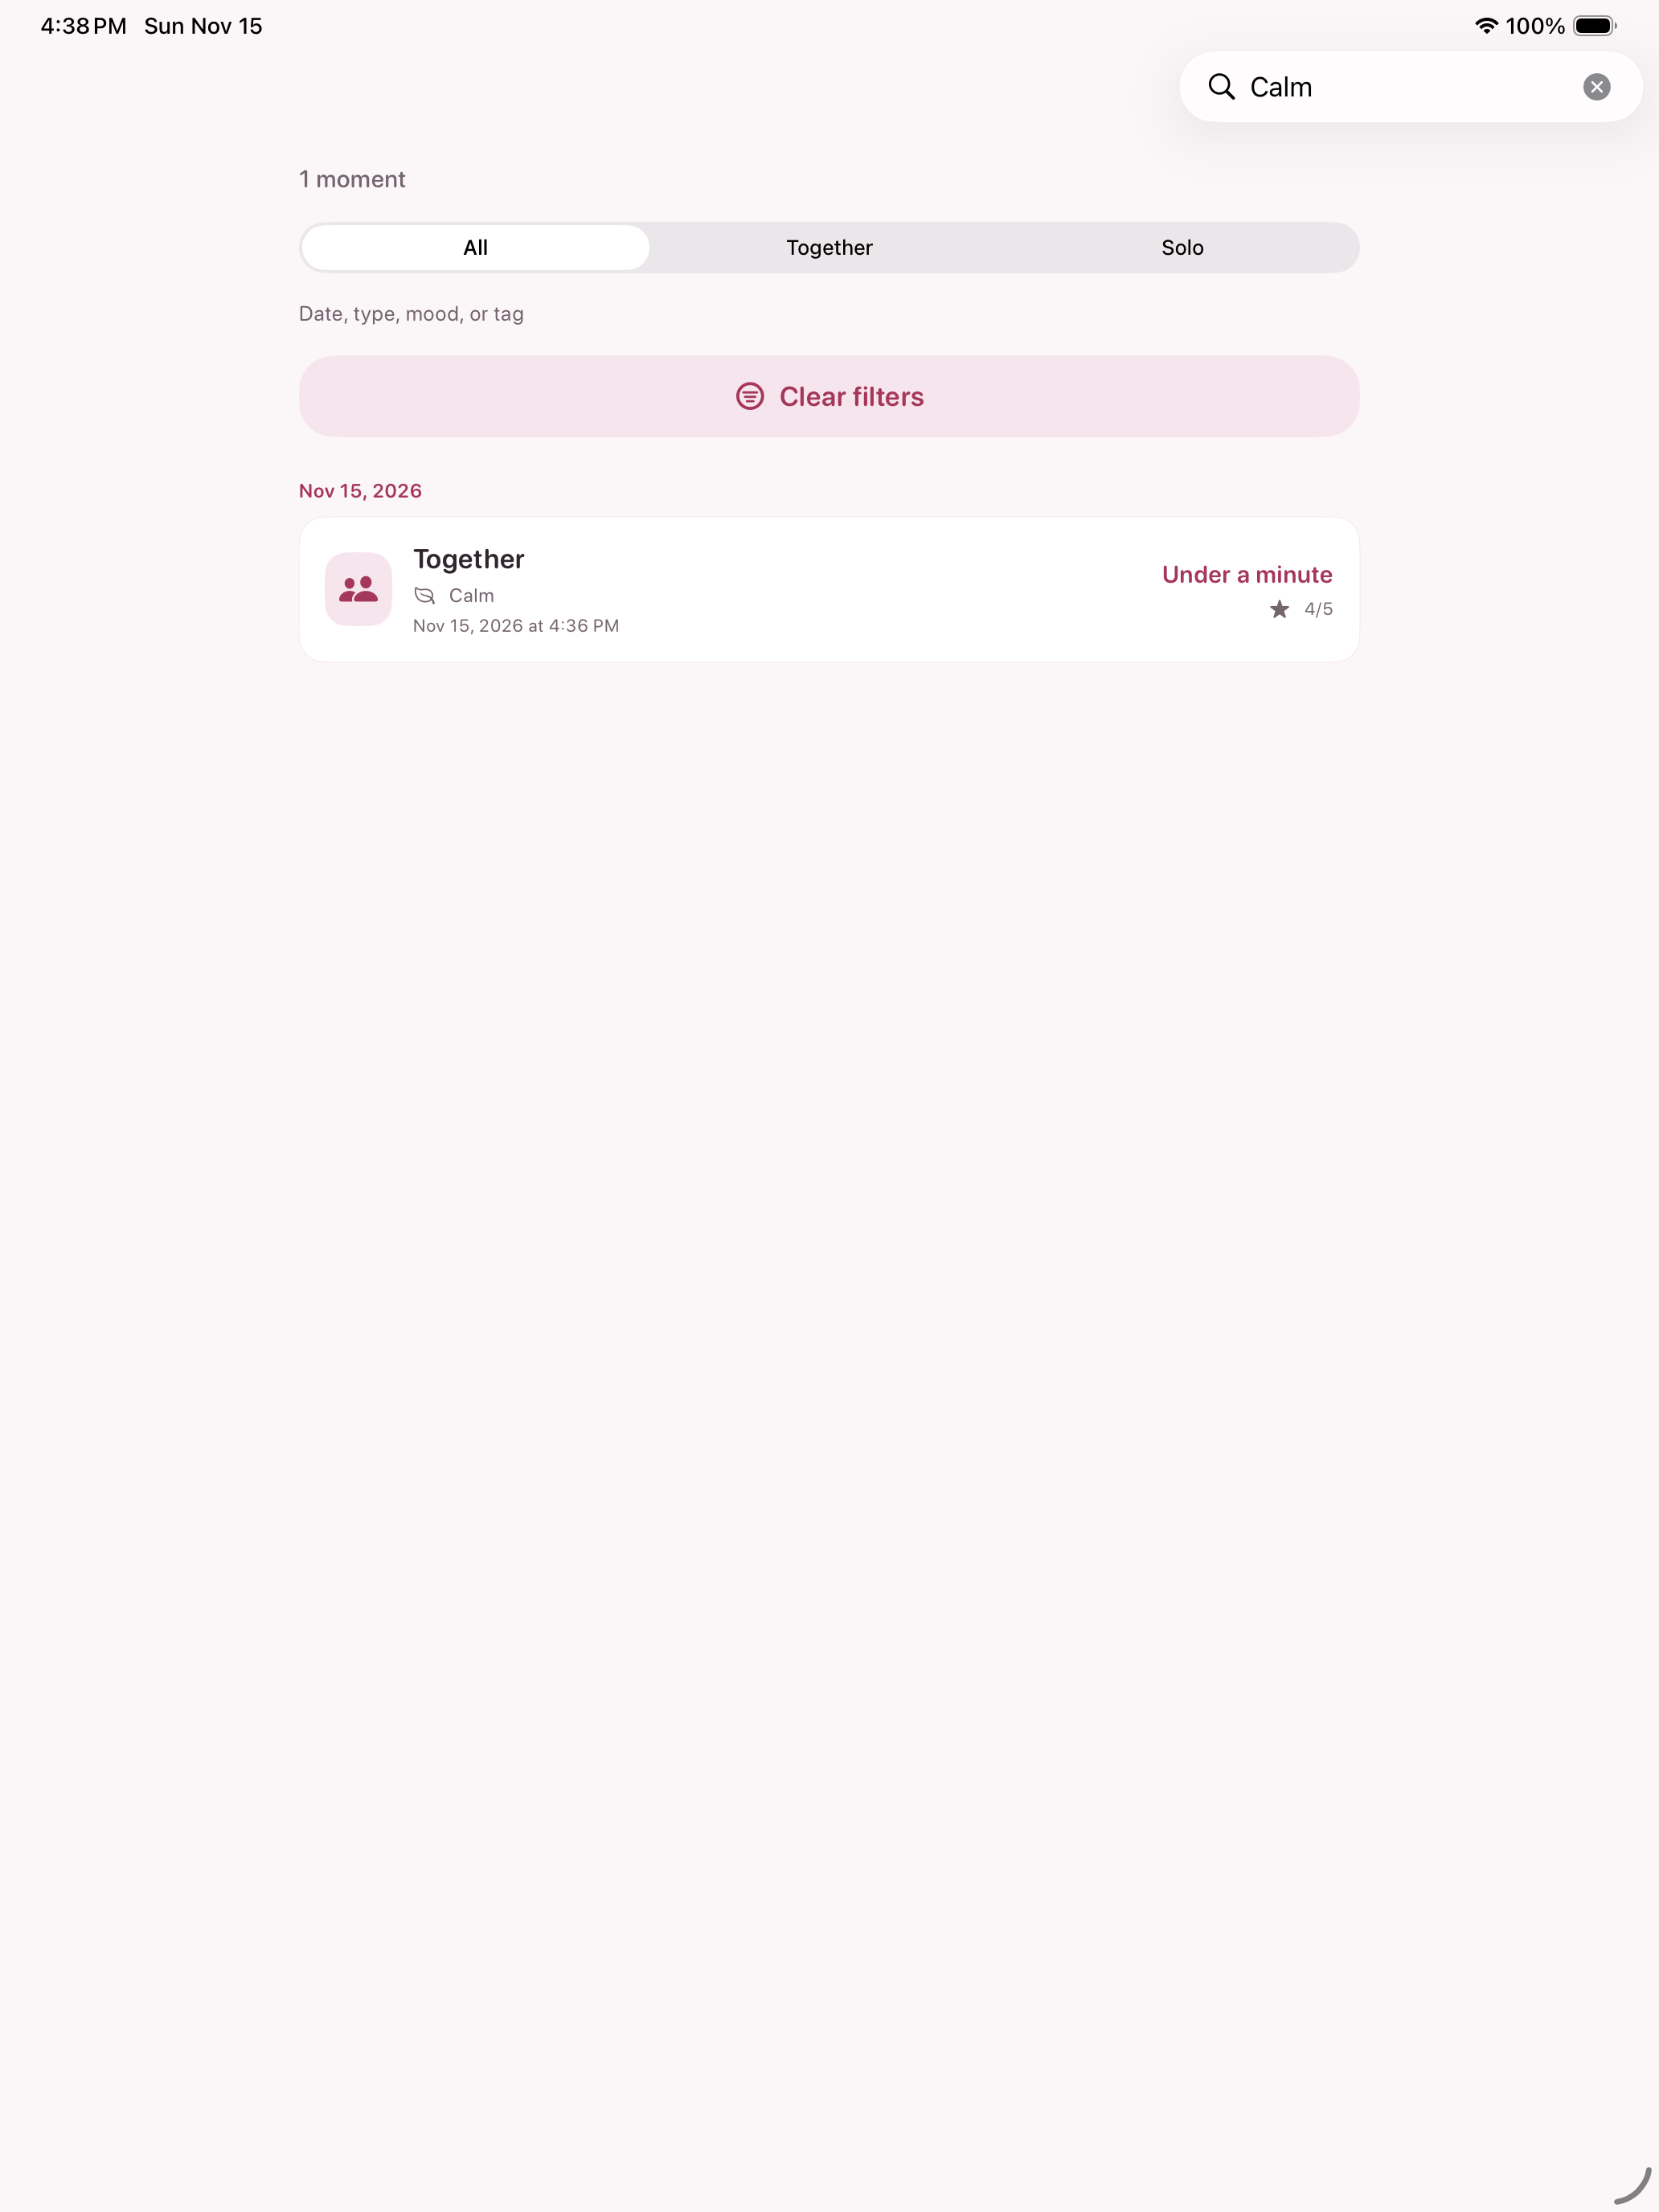 4:38 PM Sun Nov 15
100%
Calm
1 moment
All Together Solo
Date, type, mood, or tag
Clear filters
Nov 15, 2026
Together
Calm
Nov 15, 2026 at 4:36 PM
Under a minute
4/5